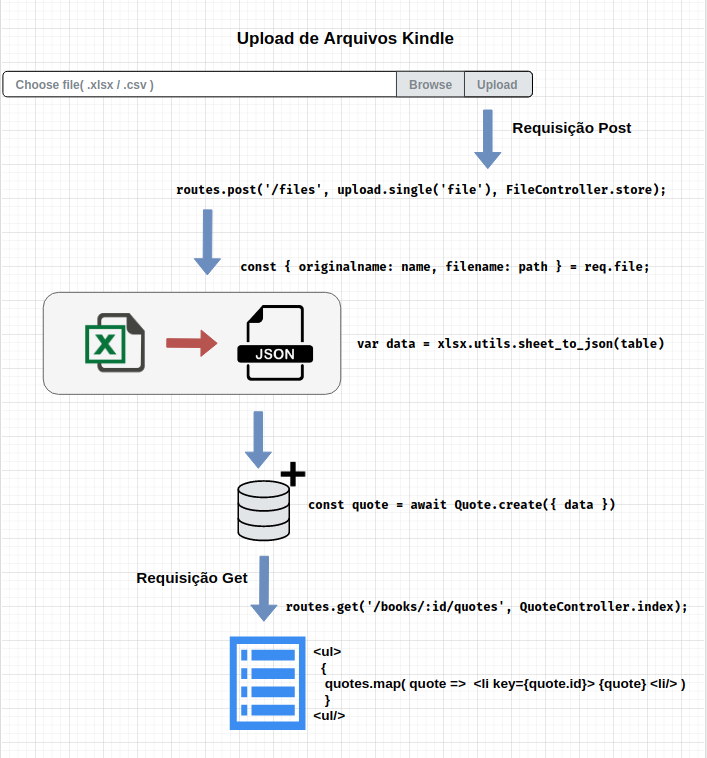 Upload de Arquivos Kindle
Choose file( .xlsx / .csv )
Browse
Upload
Requisição Post
routes.post('/files', upload.single('file'), FileController.store);
const { originalname: name, filename: path } = req.file;
X
JSON
var data = xlsx.utils.sheet_to_json(table)
const quote = await Quote.create({ data })
Requisição Get
routes.get('/books/:id/quotes', QuoteController.index);
<ul>
{
quotes.map( quote => <li key={quote.id}> {quote} <li/> )
}
<ul/>